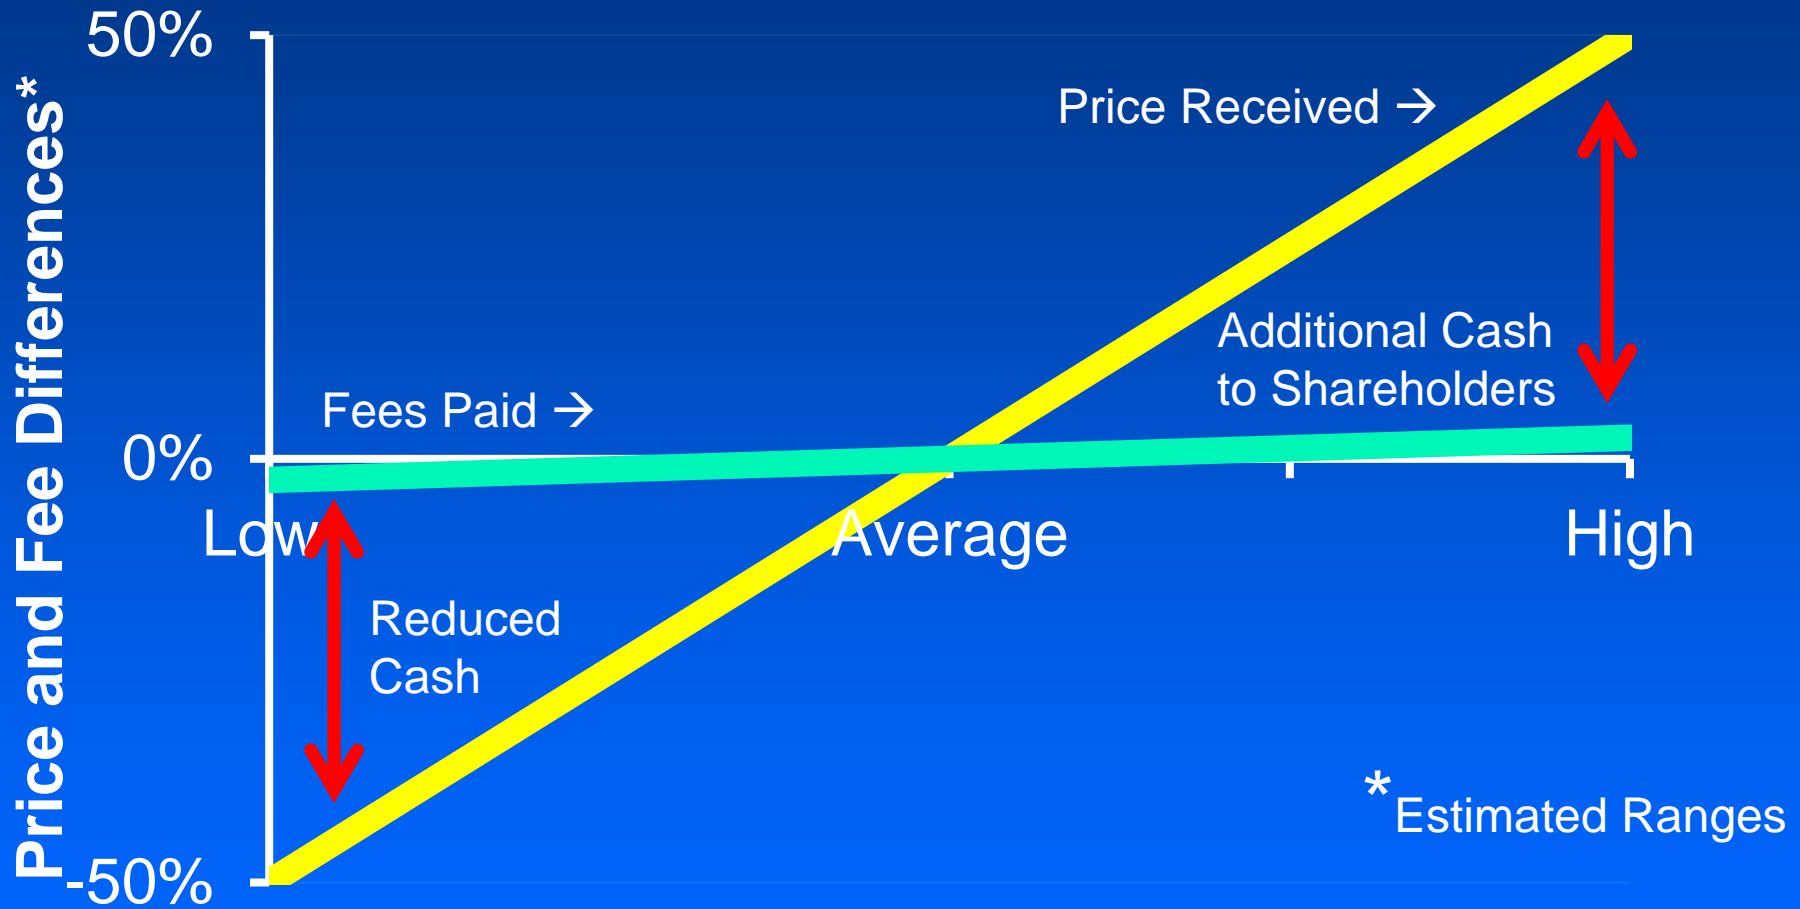 Price and Fee Differences*
50%
Price Received →
Additional Cash
to Shareholders
Fees Paid →
0%
Low
Average
High
Reduced
Cash
*Estimated Ranges
-50%